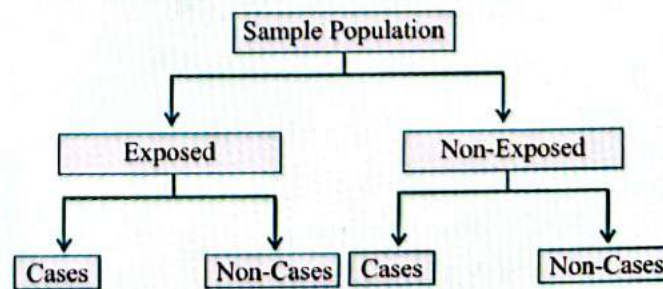 Sample Population
Exposed
Non-Exposed
Cases
Non-Cases
Cases
Non-Cases